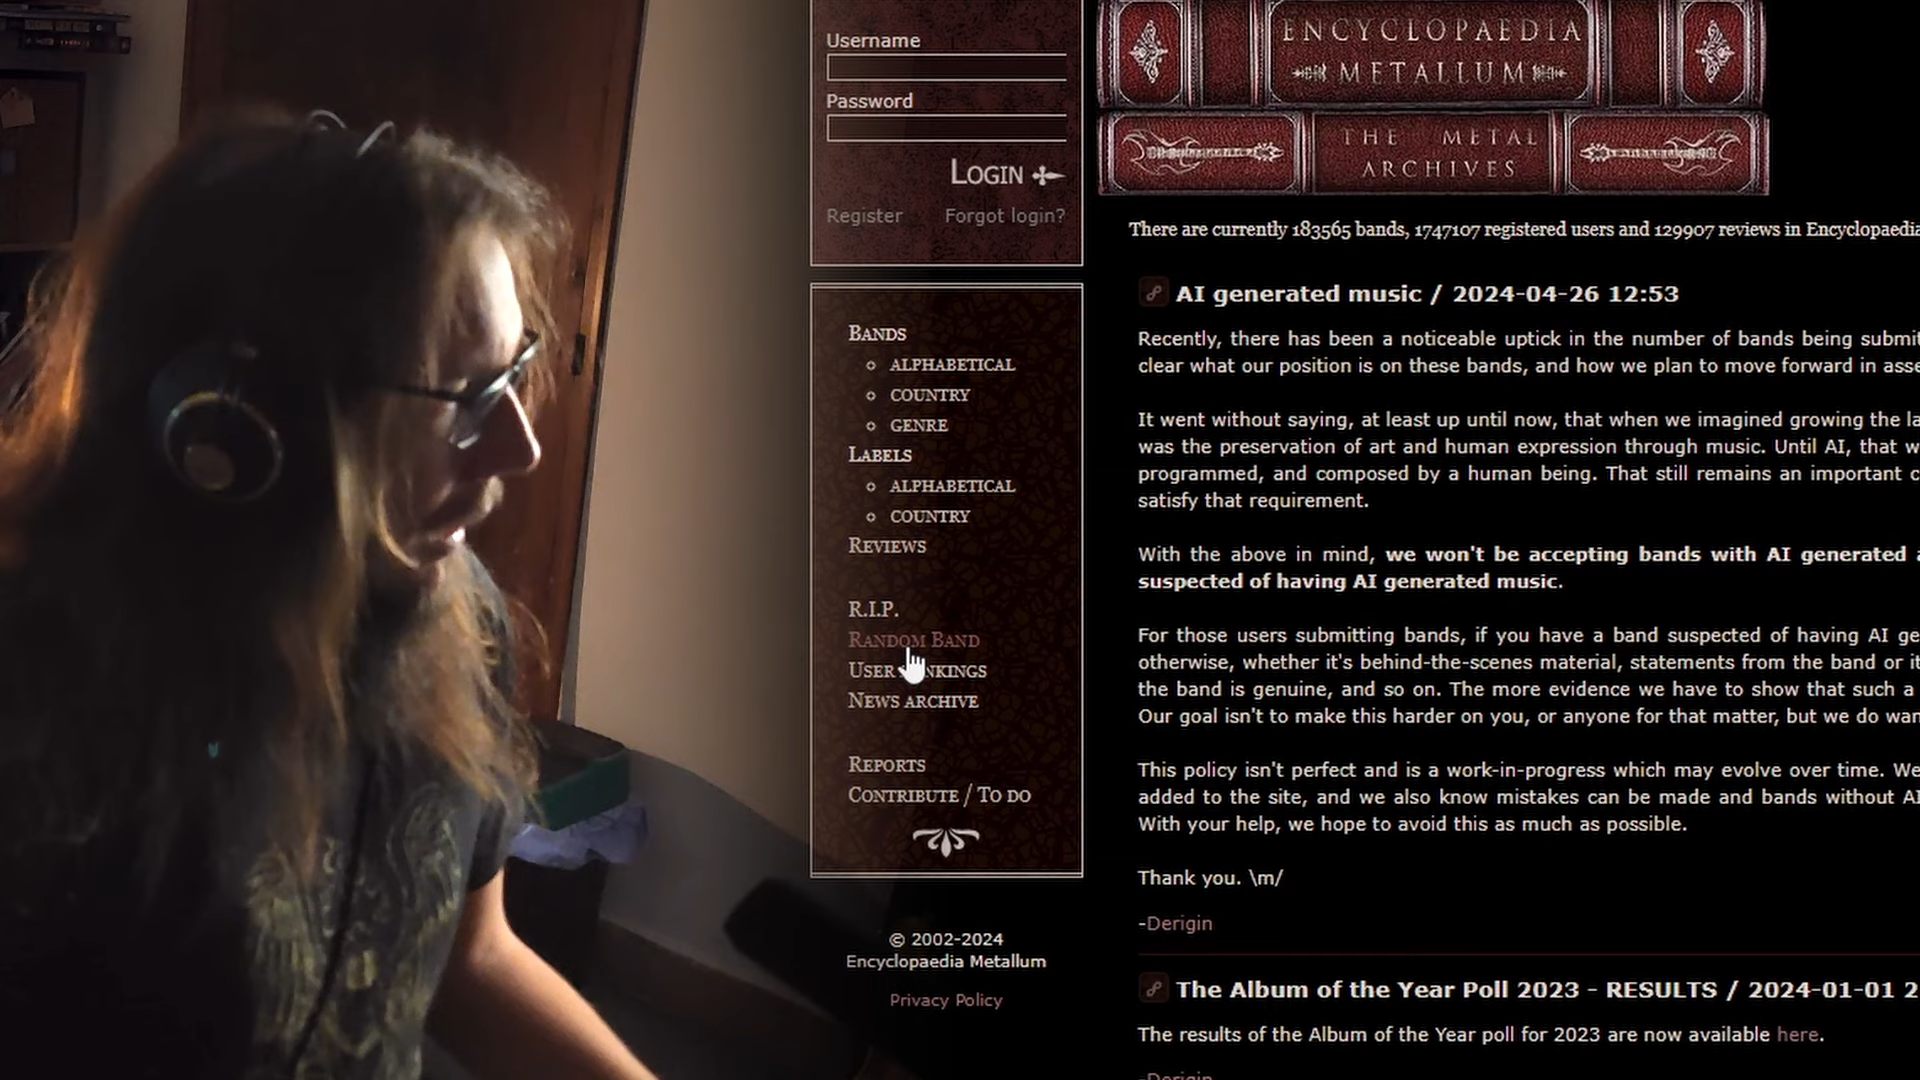 Username
Password
LOGIN
Register Forgot login?
BANDS
ALPHABETICAL
COUNTRY
GENRE
LABELS
ALPHABETICAL
COUNTRY
REVIEWS
R.I.P.
RANDOM BAND
USER NKINGS
NEWS ARCHIVE
REPORTS
CONTRIBUTE / TO DO
© 2002-2024
Encyclopaedia Metallum
Privacy Policy
ENCYCLOPAEDIA
METALLUM
THE METAL
ARCHIVES
There are currently 183565 bands, 1747107 registered users and 129907 reviews in Encyclopaedia
AI generated music / 2024-04-26 12:53
Recently, there has been a noticeable uptick in the number of bands being submit
clear what our position is on these bands, and how we plan to move forward in asse
It went without saying, at least up until now, that when we imagined growing the la
was the preservation of art and human expression through music. Until AI, that w
programmed, and composed by a human being. That still remains an important c
satisfy that requirement.
With the above in mind, we won't be accepting bands with AI generated a
suspected of having AI generated music.
For those users submitting bands, if you have a band suspected of having AI ge
otherwise, whether it's behind-the-scenes material, statements from the band or it
the band is genuine, and so on. The more evidence we have to show that such a
Our goal isn't to make this harder on you, or anyone for that matter, but we do wan
This policy isn't perfect and is a work-in-progress which may evolve over time. We
added to the site, and we also know mistakes can be made and bands without AI
With your help, we hope to avoid this as much as possible.
Thank you. \m/
-Derigin
The Album of the Year Poll 2023 - RESULTS / 2024-01-01 2
The results of the Album of the Year poll for 2023 are now available here.
-Derigin